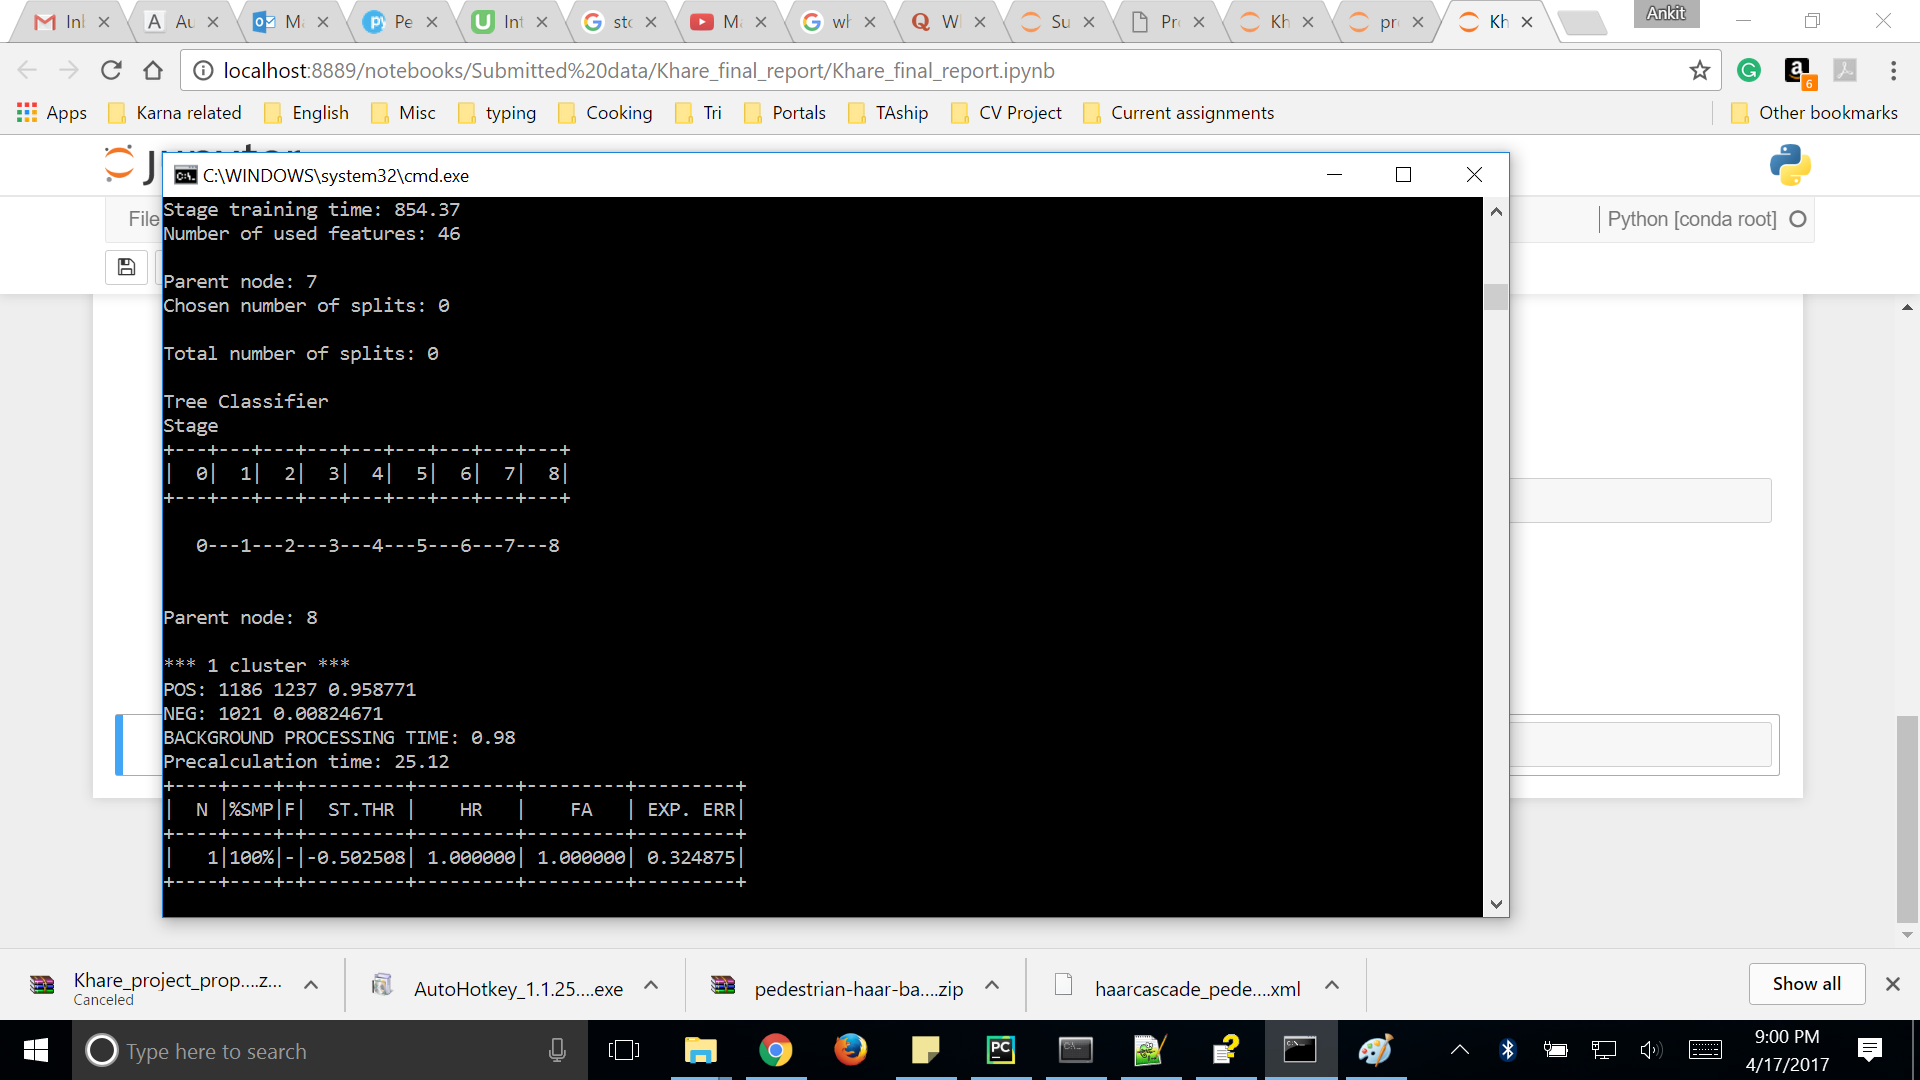 Ankit
In
Au
Ma
Pe
Int
sto
Ma
wh
Wl
Su
Pro
Kh
pro
Kh
localhost:8889/notebooks/Submitted%20data/Khare_final_report/Khare_final_report.ipynb
6
Apps Karna related English Misc typing Cooking Tri Portals TAship CV Project Current assignments Other bookmarks
C:\WINDOWS\system32\cmd.exe
File
Python [conda root]
Stage training time: 854.37
Number of used features: 46
Parent node: 7
Chosen number of splits: 0
Total number of splits: 0
Tree Classifier
Stage
+---+---+---+---+---+---+---+---+---+
|  0|  1|  2|  3|  4|  5|  6|  7|  8|
+---+---+---+---+---+---+---+---+---+
0---1---2---3---4---5---6---7---8
Parent node: 8
*** 1 cluster ***
POS: 1186 1237 0.958771
NEG: 1021 0.00824671
BACKGROUND PROCESSING TIME: 0.98
Precalculation time: 25.12
+----+----+-+---------+---------+---------+---------+
|  N |%SMP|F|  ST.THR |    HR   |    FA   | EXP. ERR|
+----+----+-+---------+---------+---------+---------+
|   1|100%|-|-0.502508| 1.000000| 1.000000| 0.324875|
+----+----+-+---------+---------+---------+---------+
Khare_project_prop....z...
Canceled
AutoHotkey_1.1.25....exe
pedestrian-haar-ba....zip
haarcascade_pede....xml
Show all
Type here to search
9:00 PM
4/17/2017